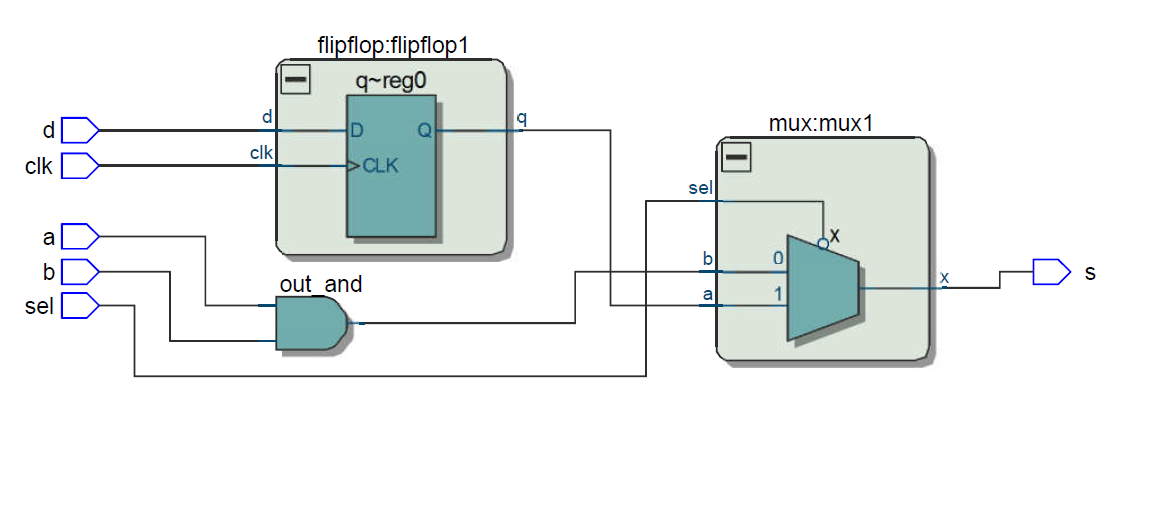 flipflop:flipflop1
q~reg0
d
d
D
Q
q
clk
clk
CLK
mux:mux1
sel
X
a
b
out_and
b
0
x
s
sel
a
1